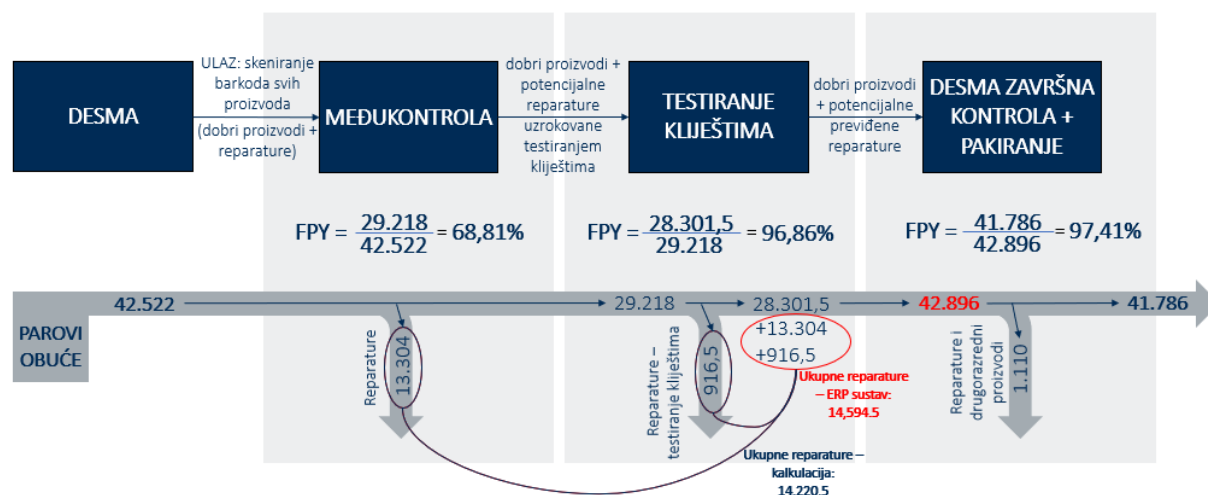 DESMA
ULAZ: skeniranje
barkoda svih
proizvoda
(dobri proizvodi +
reparature)
MEĐUKONTROLA
dobri proizvodi +
potencijalne
reparature
uzrokovane
testiranjem
kliještima
TESTIRANJE
KLIJEŠTIMA
dobri proizvodi
+ potencijalne
previđene
reparature
DESMA ZAVRŠNA
KONTROLA +
PAKIRANJE
FPY = 29.218 / 42.522 = 68,81%
FPY = 28.301,5 / 29.218 = 96,86%
FPY = 41.786 / 42.896 = 97,41%
PAROVI
OBUĆE
42.522
29.218
28.301,5
42.896
41.786
Reparature
13.304
Reparature –
testiranje kliještima
916,5
+13.304
+916,5
Ukupne reparature
– ERP sustav:
14,594.5
Reparature i
drugorazredni
proizvodi
1.110
Ukupne reparature –
kalkulacija:
14.220,5